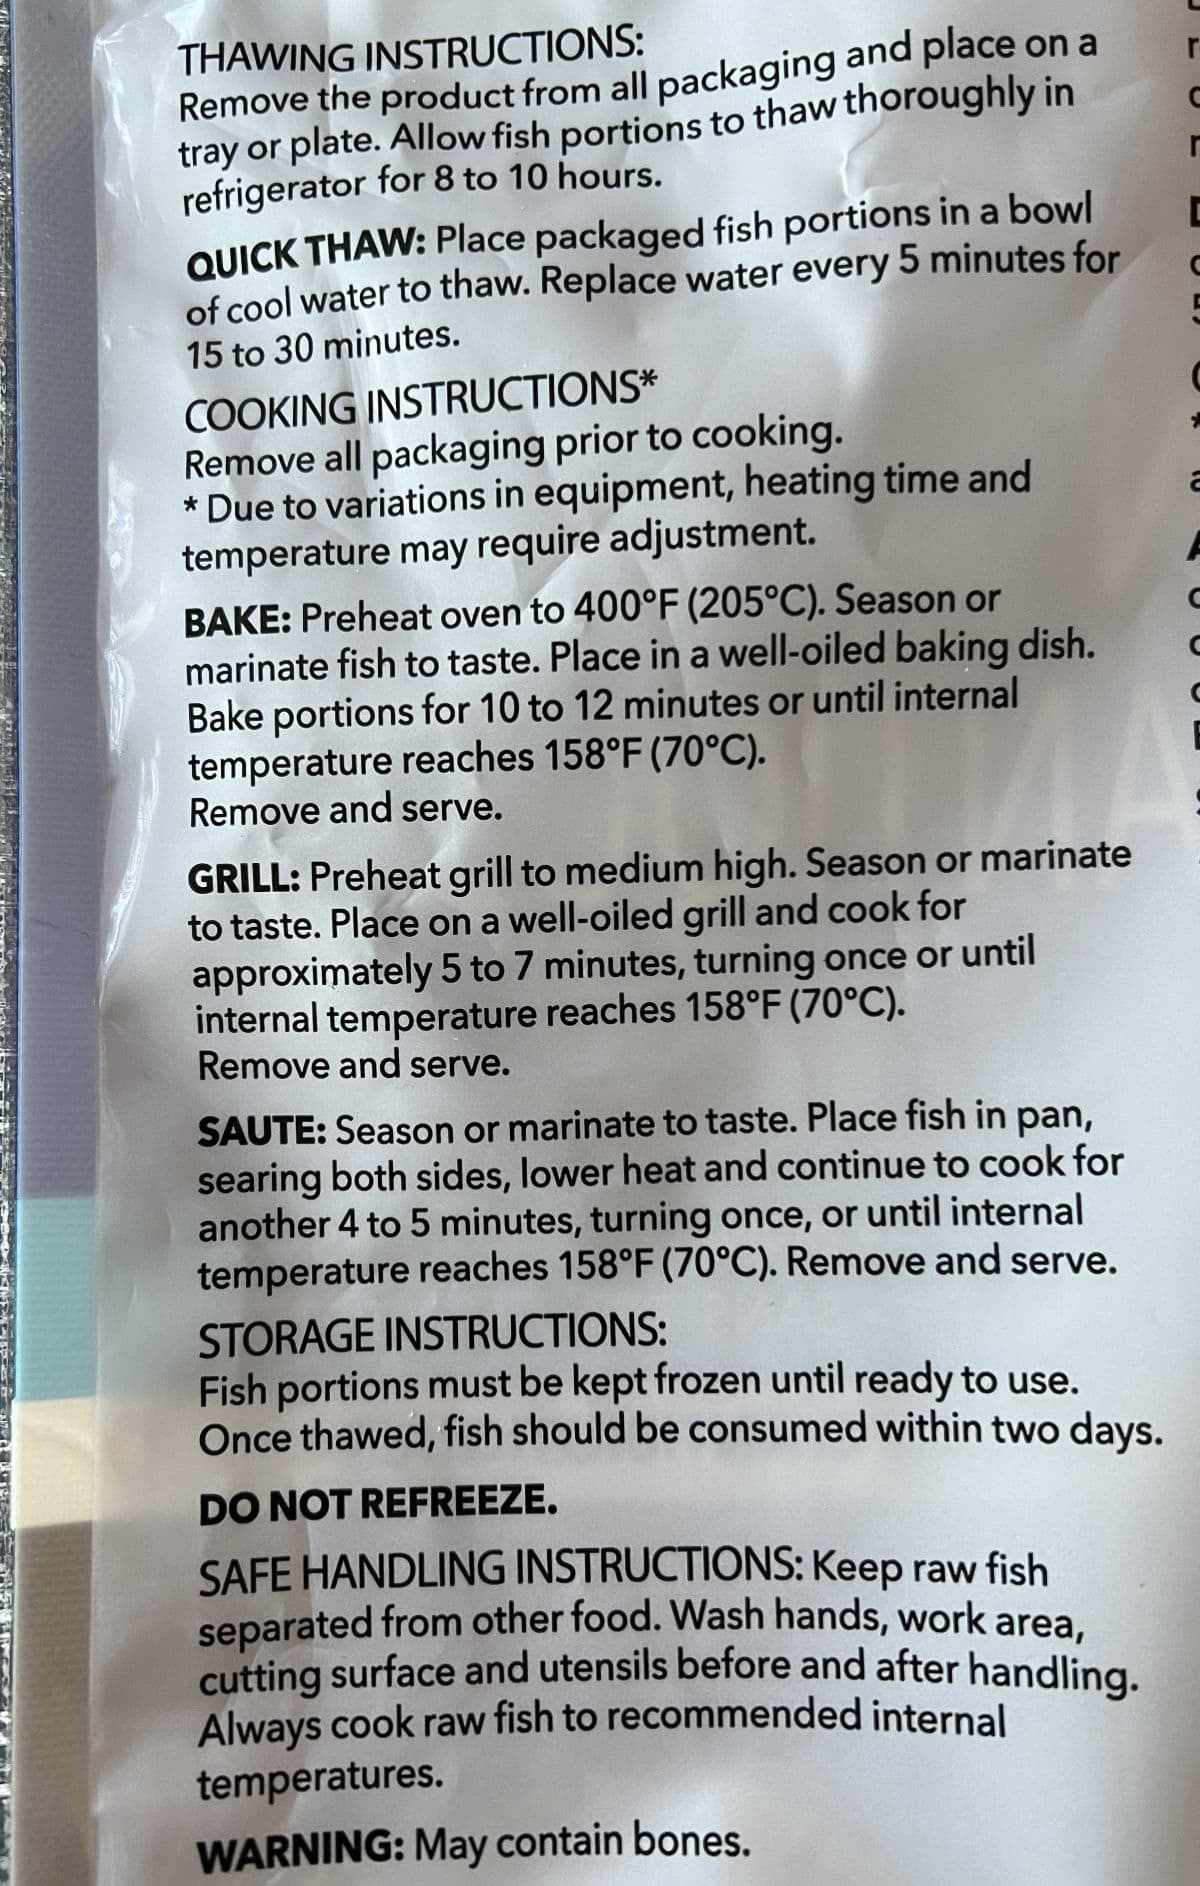 THAWING INSTRUCTIONS:
Remove the product from all packaging and place on a
tray or plate. Allow fish portions to thaw thoroughly in
refrigerator for 8 to 10 hours.
QUICK THAW: Place packaged fish portions in a bowl
of cool water to thaw. Replace water every 5 minutes for
15 to 30 minutes.
COOKING INSTRUCTIONS*
Remove all packaging prior to cooking.
* Due to variations in equipment, heating time and
temperature may require adjustment.
BAKE: Preheat oven to 400°F (205°C). Season or
marinate fish to taste. Place in a well-oiled baking dish.
Bake portions for 10 to 12 minutes or until internal
temperature reaches 158°F (70°C).
Remove and serve.
GRILL: Preheat grill to medium high. Season or marinate
to taste. Place on a well-oiled grill and cook for
approximately 5 to 7 minutes, turning once or until
internal temperature reaches 158°F (70°C).
Remove and serve.
SAUTE: Season or marinate to taste. Place fish in pan,
searing both sides, lower heat and continue to cook for
another 4 to 5 minutes, turning once, or until internal
temperature reaches 158°F (70°C). Remove and serve.
STORAGE INSTRUCTIONS:
Fish portions must be kept frozen until ready to use.
Once thawed, fish should be consumed within two days.
DO NOT REFREEZE.
SAFE HANDLING INSTRUCTIONS: Keep raw fish
separated from other food. Wash hands, work area,
cutting surface and utensils before and after handling.
Always cook raw fish to recommended internal
temperatures.
WARNING: May contain bones.